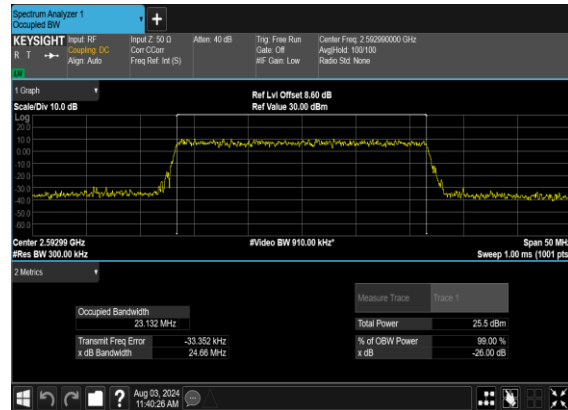 Spectrum Analyzer 1
Occupied BW
+
KEYSIGHT
R T
LXI
Input: RF
Coupling: DC
Align: Auto
Input Z: 50 Ω
Corr CCorr
Freq Ref: Int (S)
Atten: 40 dB
Trig: Free Run
Gate: Off
#IF Gain: Low
Center Freq: 2.592990000 GHz
Avg|Hold: 100/100
Radio Std: None
1 Graph
Scale/Div 10.0 dB
Ref Lvl Offset 8.60 dB
Ref Value 30.00 dBm
Log
20.0
10.0
0.00
-10.0
-20.0
-30.0
-40.0
-50.0
-60.0
Center 2.59299 GHz
#Res BW 300.00 kHz
#Video BW 910.00 kHz*
Span 50 MHz
Sweep 1.00 ms (1001 pts
2 Metrics
Occupied Bandwidth
23.132 MHz
Transmit Freq Error -33.352 kHz
x dB Bandwidth 24.66 MHz
Measure Trace Trace 1
Total Power 25.5 dBm
% of OBW Power 99.00 %
x dB -26.00 dB
?
Aug 03, 2024
11:40:26 AM